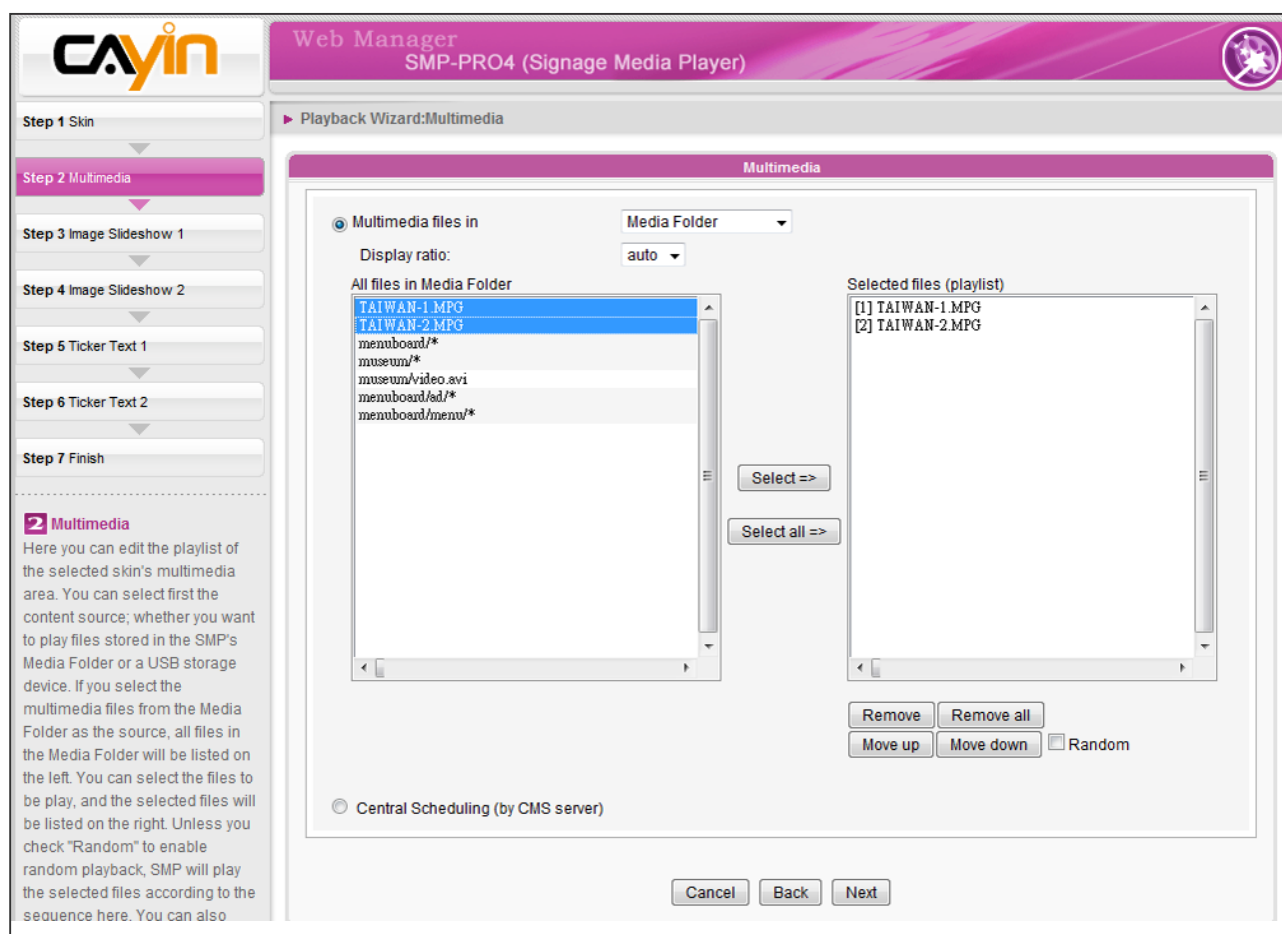 CAYIN
Web Manager
SMP-PRO4 (Signage Media Player)
Step 1 Skin
Step 2 Multimedia
Step 3 Image Slideshow 1
Step 4 Image Slideshow 2
Step 5 Ticker Text 1
Step 6 Ticker Text 2
Step 7 Finish
2 Multimedia
Here you can edit the playlist of
the selected skin's multimedia
area. You can select first the
content source; whether you want
to play files stored in the SMP's
Media Folder or a USB storage
device. If you select the
multimedia files from the Media
Folder as the source, all files in
the Media Folder will be listed on
the left. You can select the files to
be play, and the selected files will
be listed on the right. Unless you
check "Random" to enable
random playback, SMP will play
the selected files according to the
sequence here. You can also
Playback Wizard:Multimedia
Multimedia
Multimedia files in
Media Folder
Display ratio:
auto
All files in Media Folder
TAIWAN-1.MPG
TAIWAN-2.MPG
menuboard/*
museum/*
museum/video.avi
menuboard/ad/*
menuboard/menu/*
Select =>
Select all =>
Selected files (playlist)
[1] TAIWAN-1.MPG
[2] TAIWAN-2.MPG
Remove
Remove all
Move up
Move down
Random
Central Scheduling (by CMS server)
Cancel
Back
Next